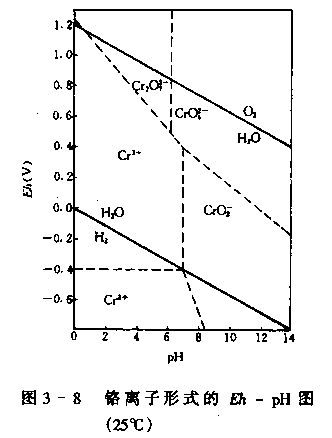 1.2
1.0
0.8
0.6
0.4
0.2
0.0
-0.2
-0.4
-0.6
Eh(V)
Cr₂O₇²⁻
CrO₄²⁻
O₂
H₂O
Cr³⁺
CrO₂⁻
H₂O
H₂
Cr²⁺
0 2 4 6 8 10 12 14
pH
图 3-8 铬离子形式的 Eh-pH 图
(25℃)